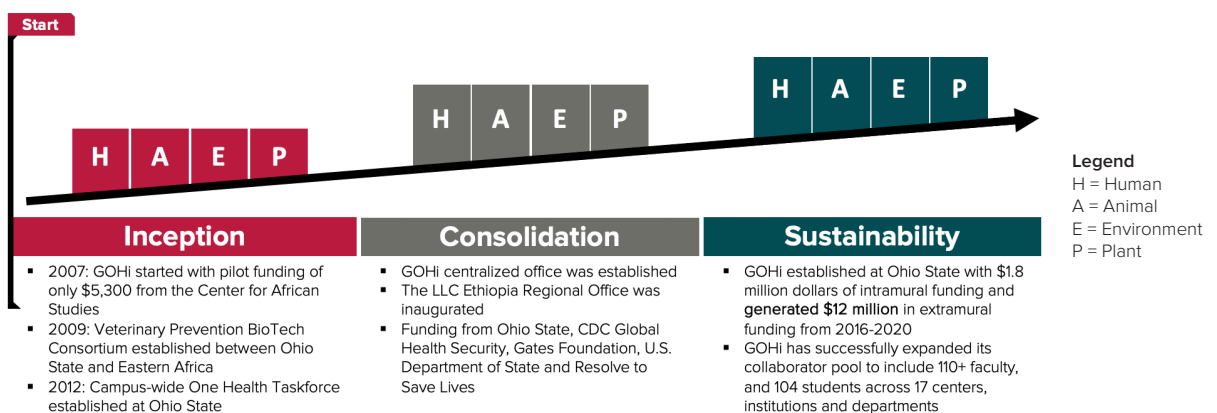 Start
H A E P
H A E P
H A E P
Legend
H = Human
A = Animal
E = Environment
P = Plant
Inception
▪ 2007: GOHi started with pilot funding of
only $5,300 from the Center for African
Studies
▪ 2009: Veterinary Prevention BioTech
Consortium established between Ohio
State and Eastern Africa
▪ 2012: Campus-wide One Health Taskforce
established at Ohio State
Consolidation
▪ GOHi centralized office was established
▪ The LLC Ethiopia Regional Office was
inaugurated
▪ Funding from Ohio State, CDC Global
Health Security, Gates Foundation, U.S.
Department of State and Resolve to
Save Lives
Sustainability
▪ GOHi established at Ohio State with $1.8
million dollars of intramural funding and
generated $12 million in extramural
funding from 2016-2020
▪ GOHi has successfully expanded its
collaborator pool to include 110+ faculty,
and 104 students across 17 centers,
institutions and departments